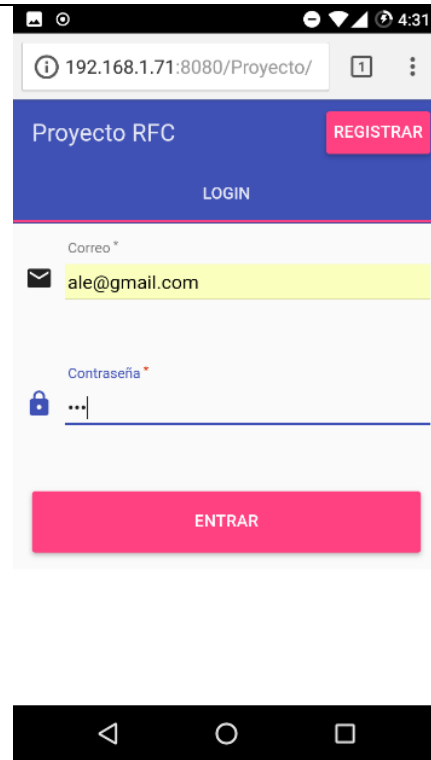 4:31
192.168.1.71:8080/Proyecto/ 1
Proyecto RFC REGISTRAR
LOGIN
Correo *
ale@gmail.com
Contraseña *
•••
ENTRAR